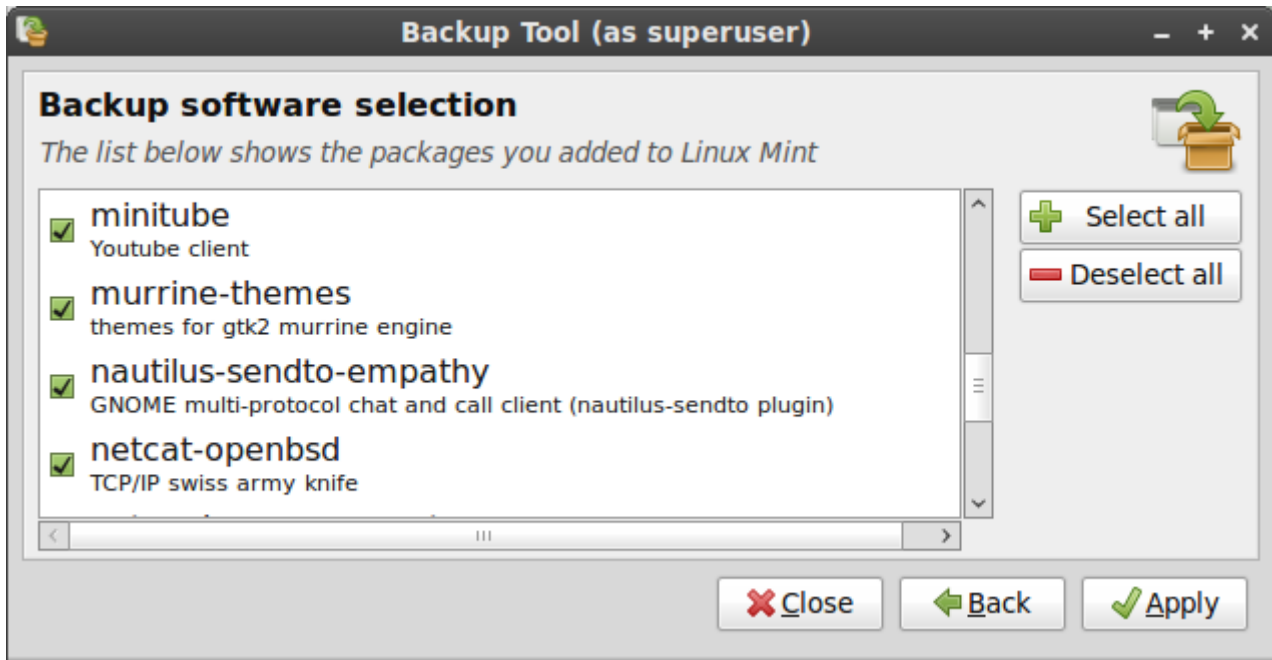 Backup Tool (as superuser)
Backup software selection
The list below shows the packages you added to Linux Mint
minitube
Youtube client
murrine-themes
themes for gtk2 murrine engine
nautilus-sendto-empathy
GNOME multi-protocol chat and call client (nautilus-sendto plugin)
netcat-openbsd
TCP/IP swiss army knife
Select all
Deselect all
Close
Back
Apply